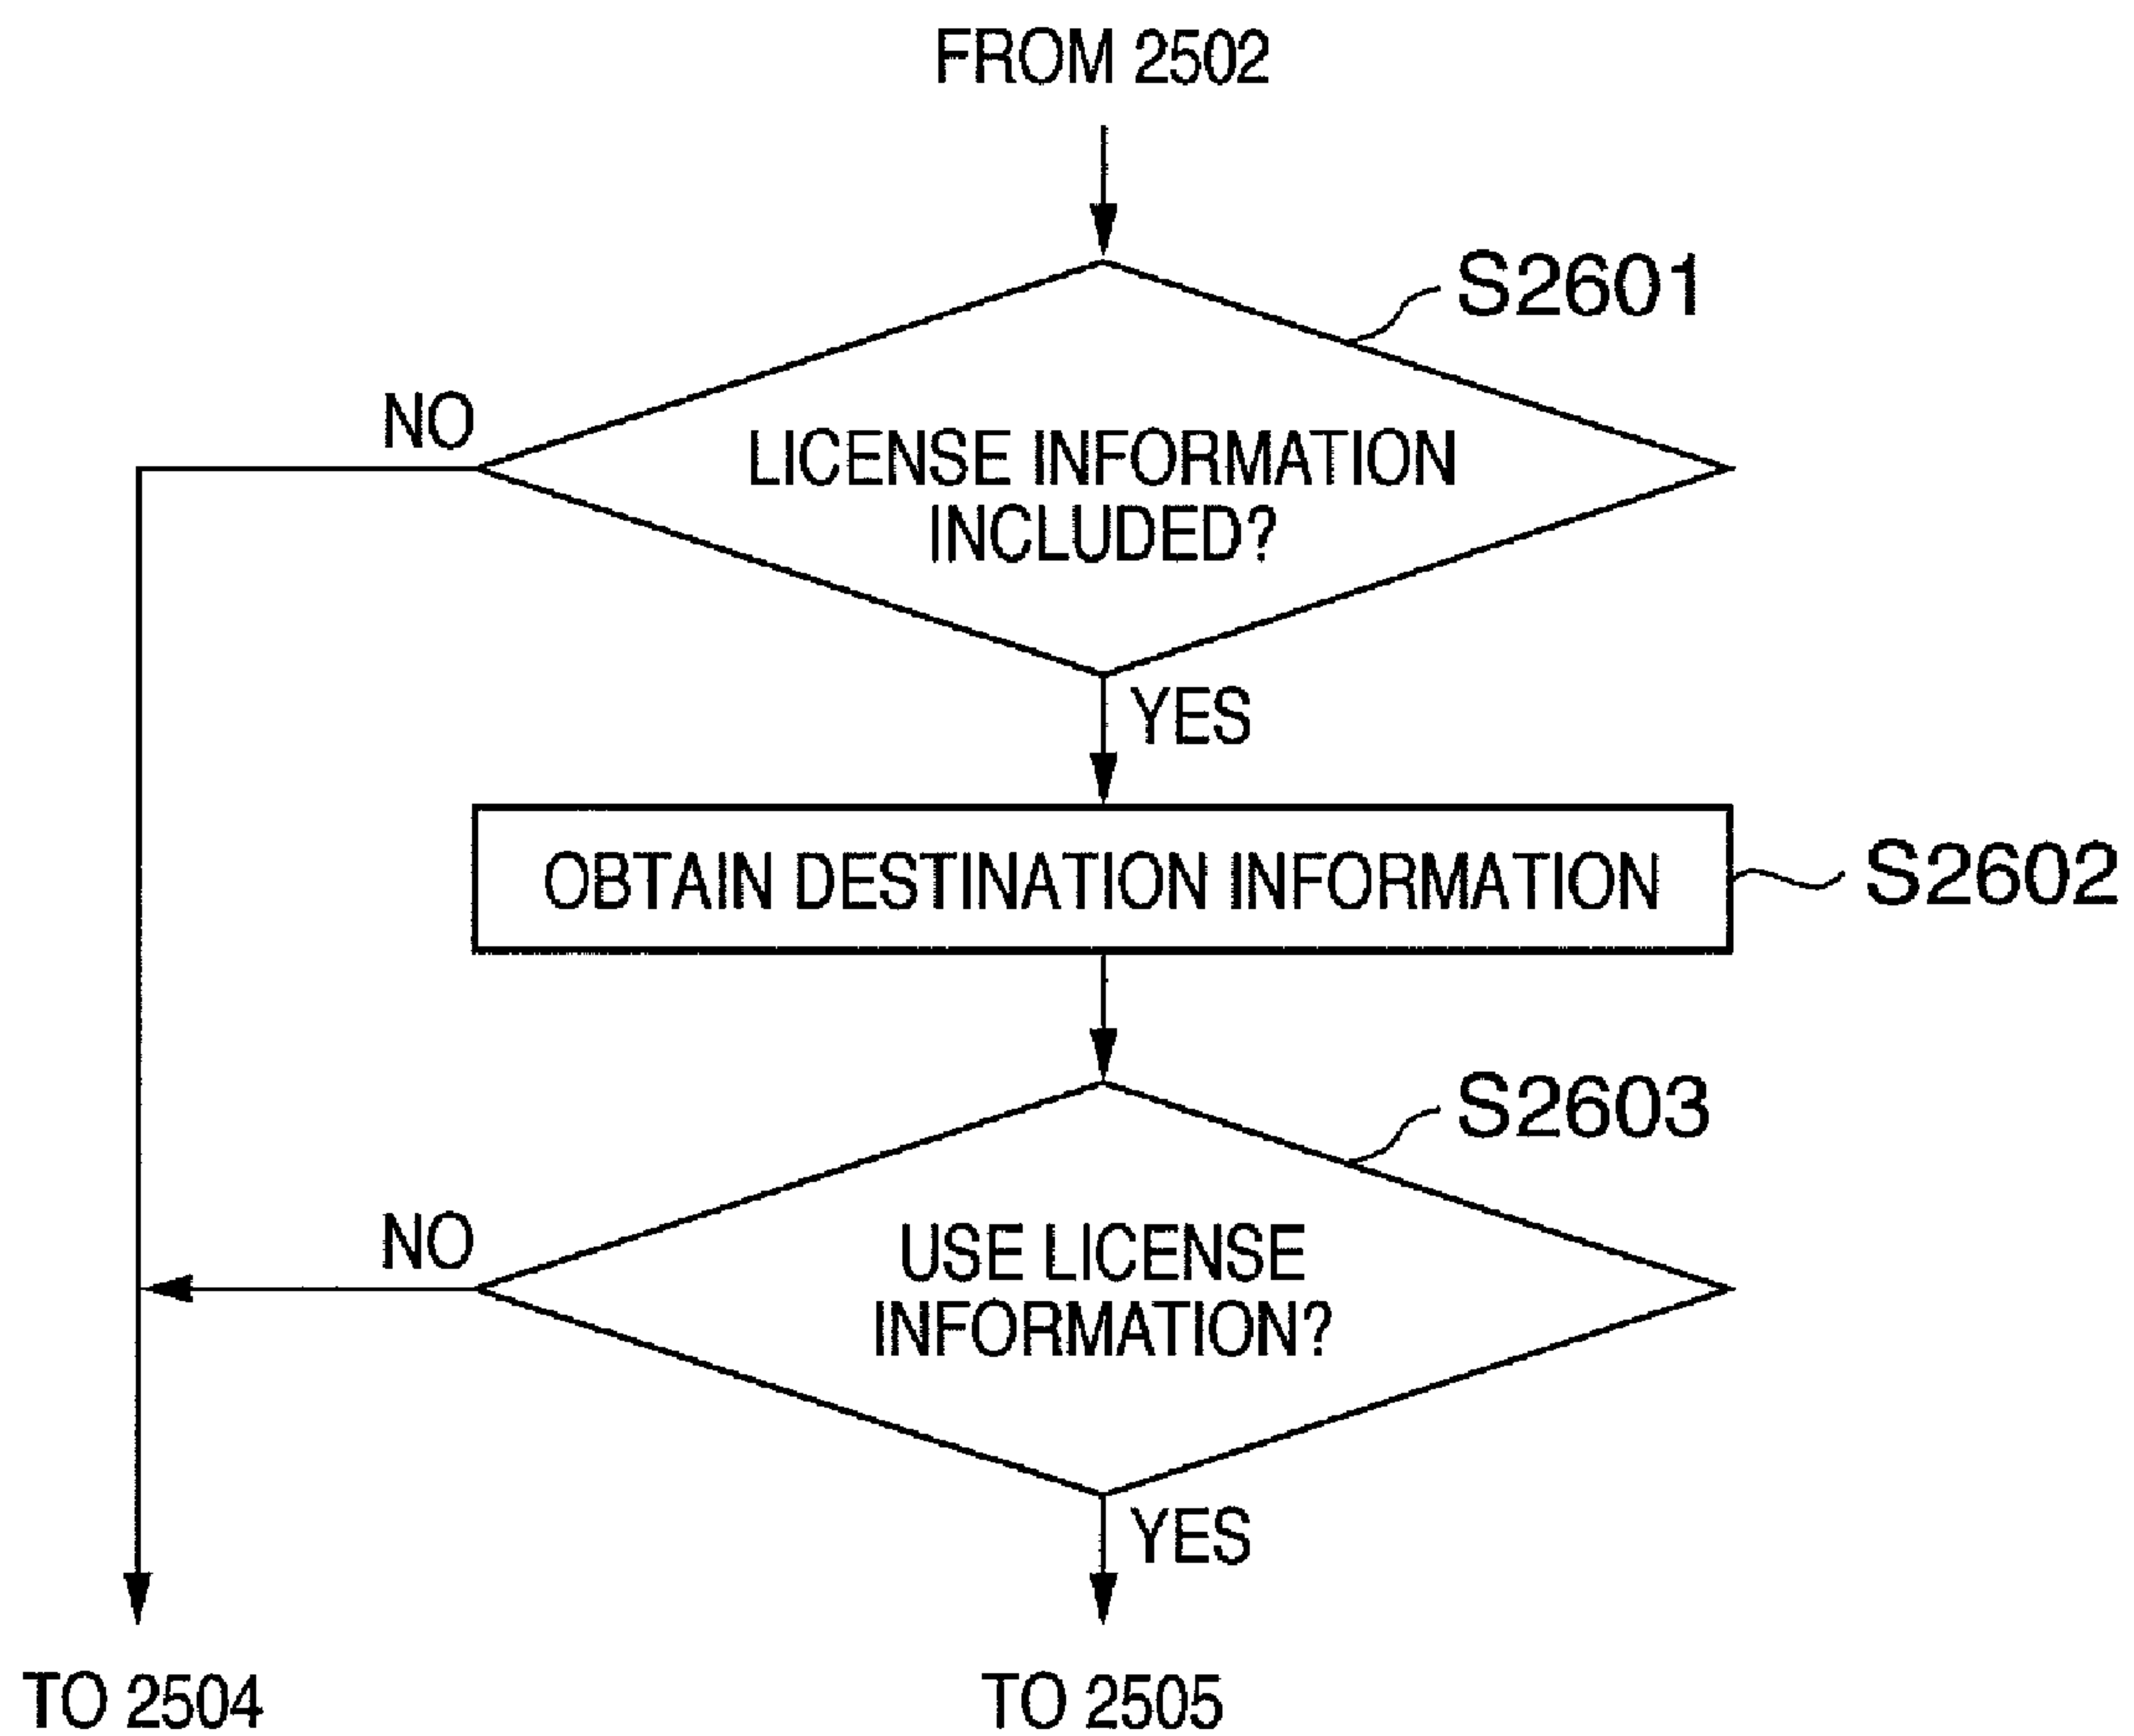 FROM 2502
S2601
NO
LICENSE INFORMATION
INCLUDED?
YES
OBTAIN DESTINATION INFORMATION
S2602
S2603
NO
USE LICENSE
INFORMATION?
YES
TO 2504
TO 2505